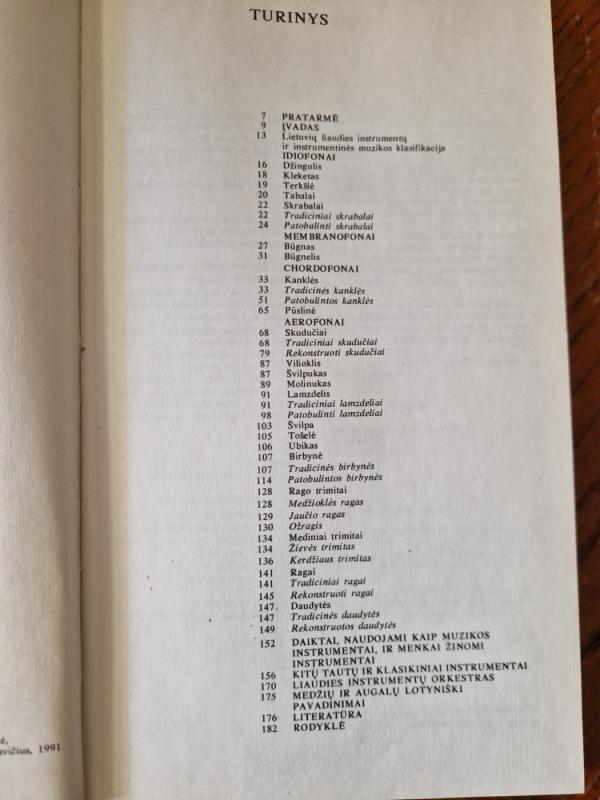 TURINYS
7 PRATARMĖ
9 ĮVADAS
13 Lietuvių liaudies instrumentų
ir instrumentinės muzikos klasifikacija
IDIOFONAI
16 Džingulis
18 Kleketas
19 Terkšlė
20 Tabalai
22 Skrabalai
22 Tradiciniai skrabalai
24 Patobulinti skrabalai
MEMBRANOFONAI
27 Būgnas
31 Būgnelis
CHORDOFONAI
33 Kanklės
33 Tradicinės kanklės
51 Patobulintos kanklės
65 Pūslinė
AEROFONAI
68 Skudučiai
68 Tradiciniai skudučiai
79 Rekonstruoti skudučiai
87 Vilioklis
87 Švilpukas
89 Molinukas
91 Lamzdelis
91 Tradiciniai lamzdeliai
98 Patobulinti lamzdeliai
103 Švilpa
105 Tošelė
106 Ubikas
107 Birbynė
107 Tradicinės birbynės
114 Patobulintos birbynės
128 Rago trimitai
128 Medžioklės ragas
129 Jaučio ragas
130 Ožragis
134 Mediniai trimitai
134 Žievės trimitas
136 Kerdžiaus trimitas
141 Ragai
141 Tradiciniai ragai
145 Rekonstruoti ragai
147 Daudytės
147 Tradicinės daudytės
149 Rekonstruotos daudytės
152 DAIKTAI, NAUDOJAMI KAIP MUZIKOS
INSTRUMENTAI, IR MENKAI ŽINOMI
INSTRUMENTAI
156 KITŲ TAUTŲ IR KLASIKINIAI INSTRUMENTAI
170 LIAUDIES INSTRUMENTŲ ORKESTRAS
175 MEDŽIŲ IR AUGALŲ LOTYNIŠKI
PAVADINIMAI
176 LITERATŪRA
182 RODYKLĖ
1991